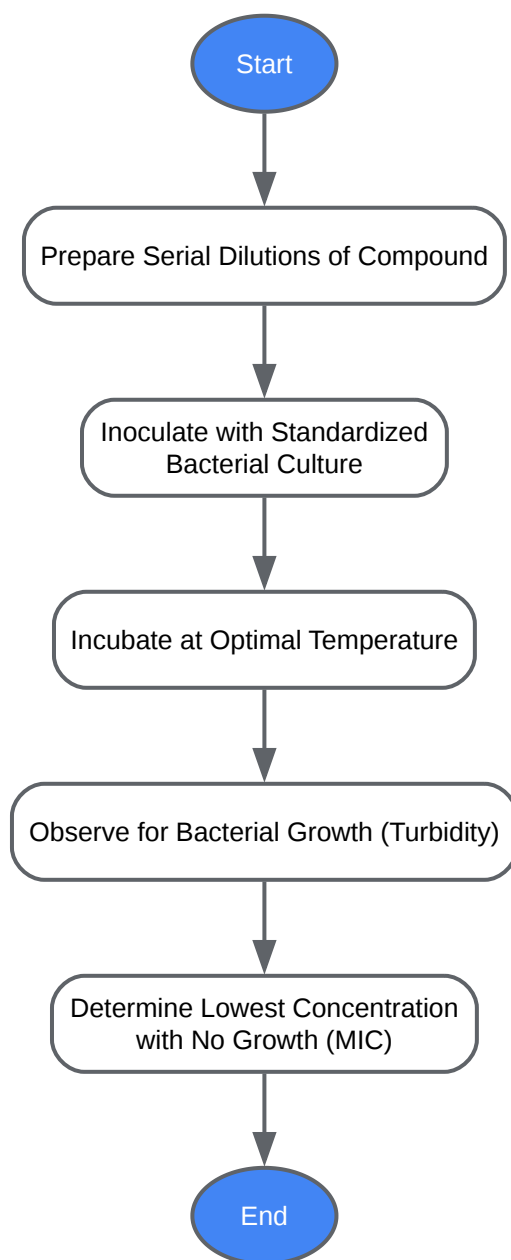 Start
Prepare Serial Dilutions of Compound
Inoculate with Standardized
Bacterial Culture
Incubate at Optimal Temperature
Observe for Bacterial Growth (Turbidity)
Determine Lowest Concentration
with No Growth (MIC)
End